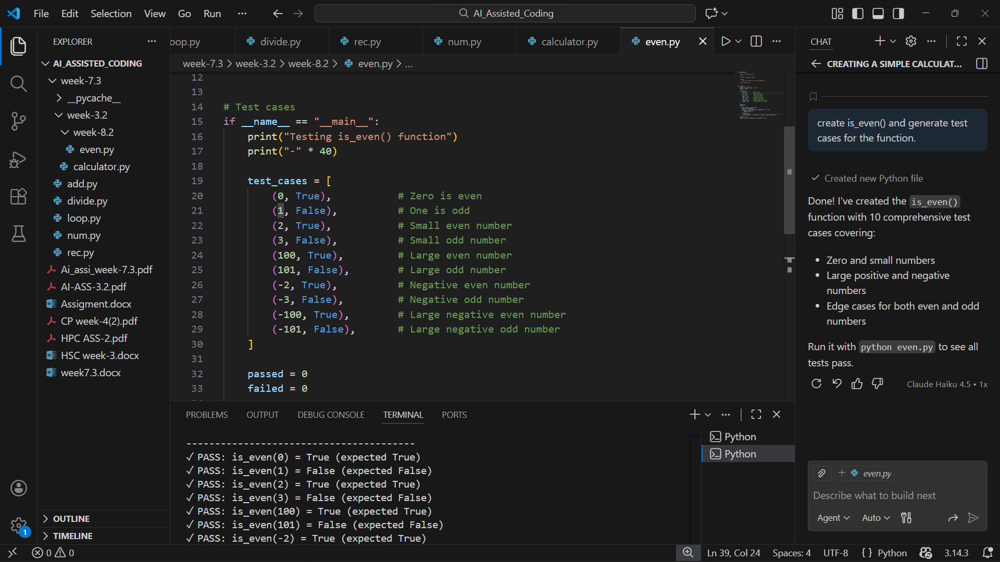 File Edit Selection View Go Run ···
AI_Assisted_Coding
EXPLORER
AI_ASSISTED_CODING
week-7.3
__pycache__
week-3.2
week-8.2
even.py
calculator.py
add.py
divide.py
loop.py
num.py
rec.py
Ai_assi_week-7.3.pdf
AI-ASS-3.2.pdf
Assigment.docx
CP week-4(2).pdf
HPC ASS-2.pdf
HSC week-3.docx
week7.3.docx
OUTLINE
TIMELINE
oop.py divide.py rec.py num.py calculator.py even.py
week-7.3 > week-3.2 > week-8.2 > even.py > ...
12
13
14 # Test cases
15 if __name__ == "__main__":
16 print("Testing is_even() function")
17 print("-" * 40)
18
19 test_cases = [
20 (0, True), # Zero is even
21 (1, False), # One is odd
22 (2, True), # Small even number
23 (3, False), # Small odd number
24 (100, True), # Large even number
25 (101, False), # Large odd number
26 (-2, True), # Negative even number
27 (-3, False), # Negative odd number
28 (-100, True), # Large negative even number
29 (-101, False), # Large negative odd number
30 ]
31
32 passed = 0
33 failed = 0
PROBLEMS OUTPUT DEBUG CONSOLE TERMINAL PORTS
----------------------------------------
✓ PASS: is_even(0) = True (expected True)
✓ PASS: is_even(1) = False (expected False)
✓ PASS: is_even(2) = True (expected True)
✓ PASS: is_even(3) = False (expected False)
✓ PASS: is_even(100) = True (expected True)
✓ PASS: is_even(101) = False (expected False)
✓ PASS: is_even(-2) = True (expected True)
Python
Python
CHAT
CREATING A SIMPLE CALCULAT...
create is_even() and generate test
cases for the function.
Created new Python file
Done! I've created the is_even()
function with 10 comprehensive test
cases covering:
• Zero and small numbers
• Large positive and negative
numbers
• Edge cases for both even and odd
numbers
Run it with python even.py to see all
tests pass.
Claude Haiku 4.5 • 1x
even.py
Describe what to build next
Agent Auto
1
0 0
Ln 39, Col 24 Spaces: 4 UTF-8 {} Python 3.14.3